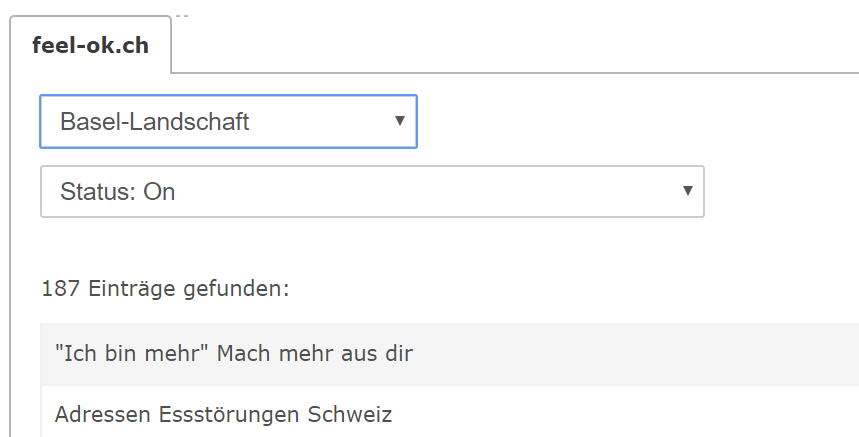 feel-ok.ch
Basel-Landschaft
Status: On
187 Einträge gefunden:
"Ich bin mehr" Mach mehr aus dir
Adressen Essstörungen Schweiz